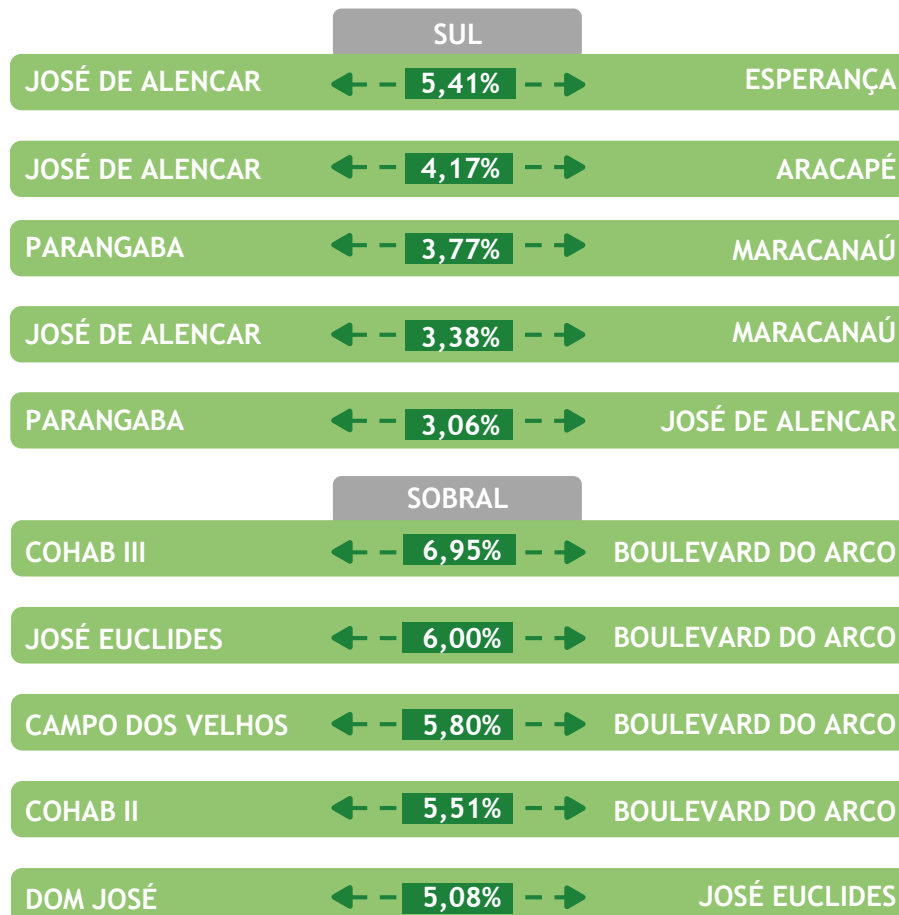 SUL
JOSÉ DE ALENCAR 5,41% ESPERANÇA
JOSÉ DE ALENCAR 4,17% ARACAPÉ
PARANGABA 3,77% MARACANAÚ
JOSÉ DE ALENCAR 3,38% MARACANAÚ
PARANGABA 3,06% JOSÉ DE ALENCAR
SOBRAL
COHAB III 6,95% BOULEVARD DO ARCO
JOSÉ EUCLIDES 6,00% BOULEVARD DO ARCO
CAMPO DOS VELHOS 5,80% BOULEVARD DO ARCO
COHAB II 5,51% BOULEVARD DO ARCO
DOM JOSÉ 5,08% JOSÉ EUCLIDES